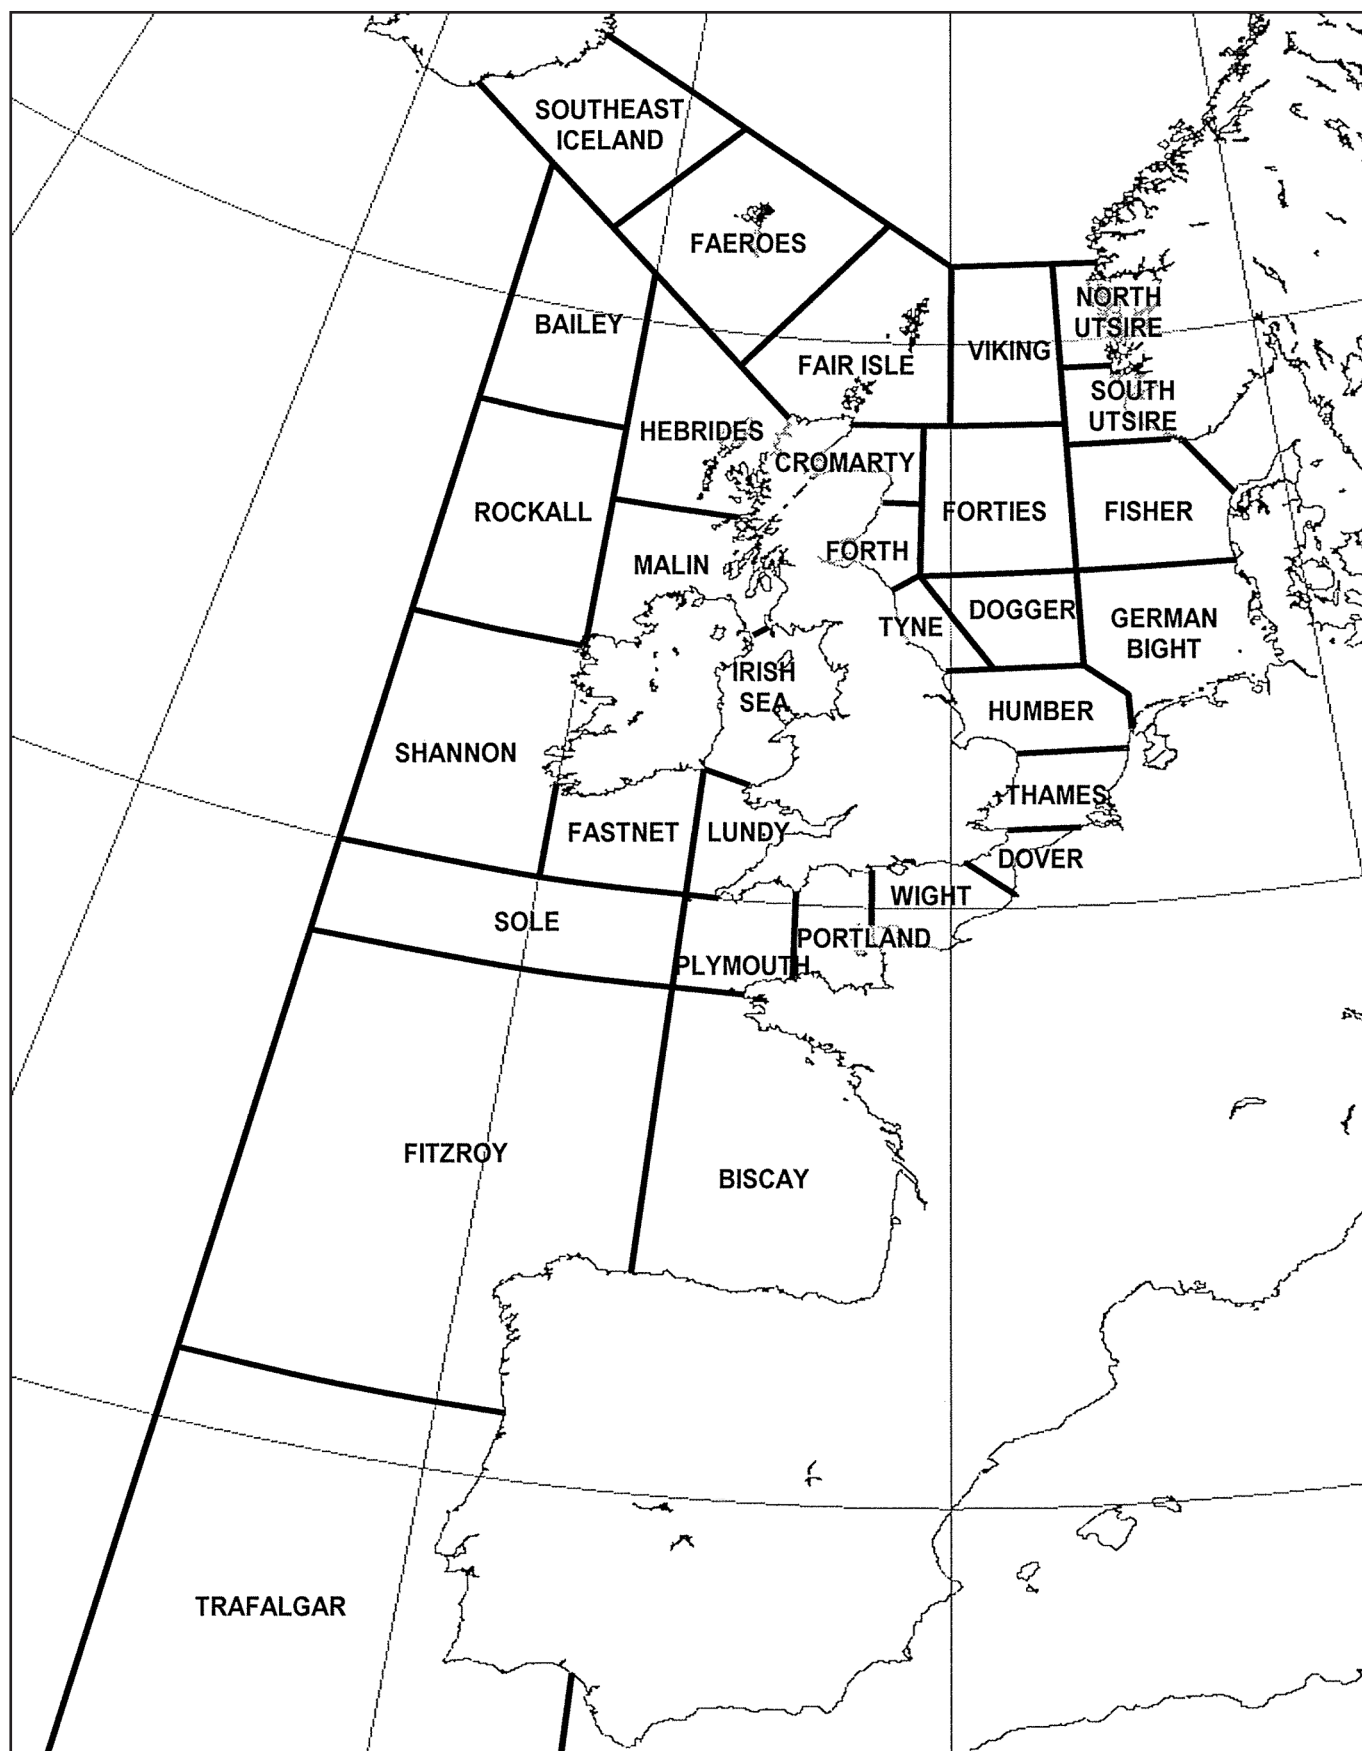 SOUTHEAST
ICELAND
FAEROES
NORTH
UTSIRE
BAILEY
VIKING
FAIR ISLE
SOUTH
UTSIRE
HEBRIDES
CROMARTY
ROCKALL
FORTIES
FISHER
FORTH
MALIN
DOGGER
GERMAN
BIGHT
TYNE
IRISH
SEA
HUMBER
SHANNON
THAMES
FASTNET
LUNDY
DOVER
WIGHT
SOLE
PORTLAND
PLYMOUTH
FITZROY
BISCAY
TRAFALGAR